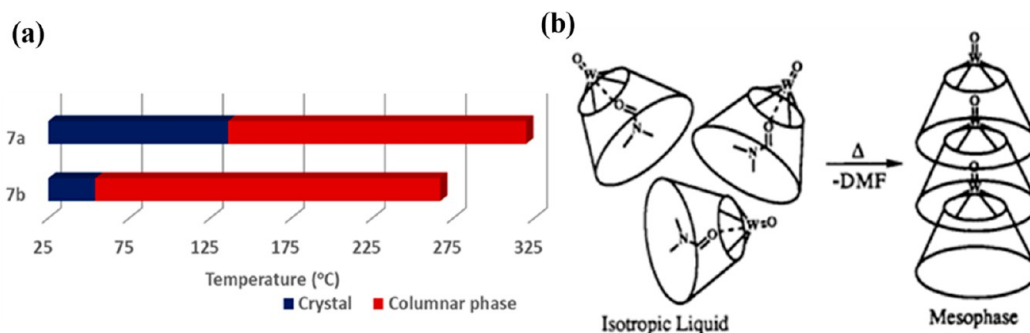 (a)
7a
7b
25 75 125 175 225 275 325
Temperature (°C)
Crystal Columnar phase
(b)
O W O N
O W O N
N O W O
Δ
-DMF
O
W
O
W
O
W
Isotropic Liquid
Mesophase